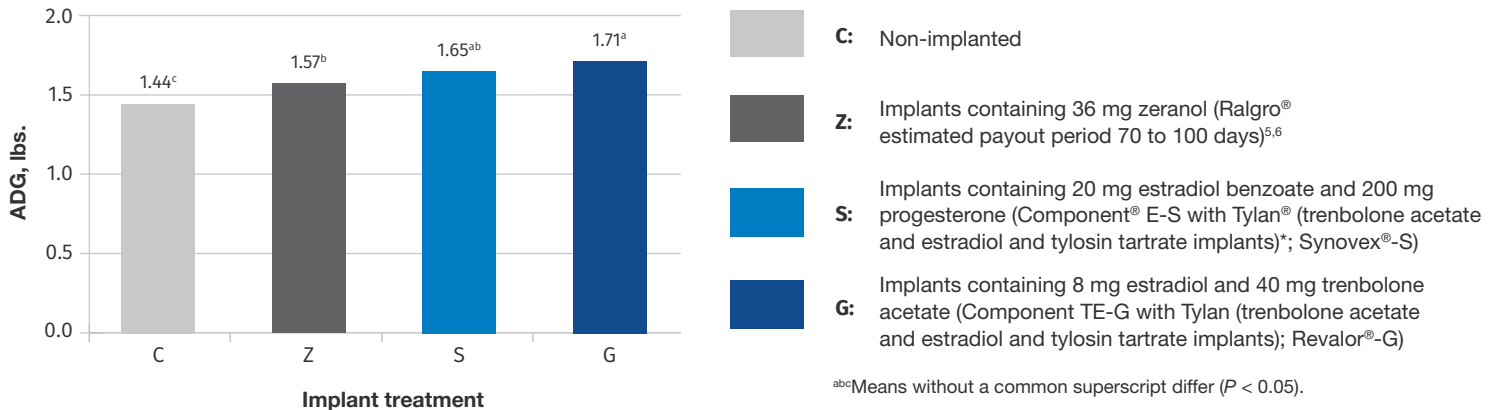 2.0
1.5
1.0
0.5
0.0
ADG, lbs.
1.44ᶜ
1.57ᵇ
1.65ᵃᵇ
1.71ᵃ
C
Z
S
G
Implant treatment
C: Non-implanted
Z: Implants containing 36 mg zeranol (Ralgro®
estimated payout period 70 to 100 days)⁵,⁶
S: Implants containing 20 mg estradiol benzoate and 200 mg
progesterone (Component® E-S with Tylan® (trenbolone acetate
and estradiol and tylosin tartrate implants)*; Synovex®-S)
G: Implants containing 8 mg estradiol and 40 mg trenbolone
acetate (Component TE-G with Tylan (trenbolone acetate
and estradiol and tylosin tartrate implants); Revalor®-G)
ᵃᵇᶜMeans without a common superscript differ (P < 0.05).